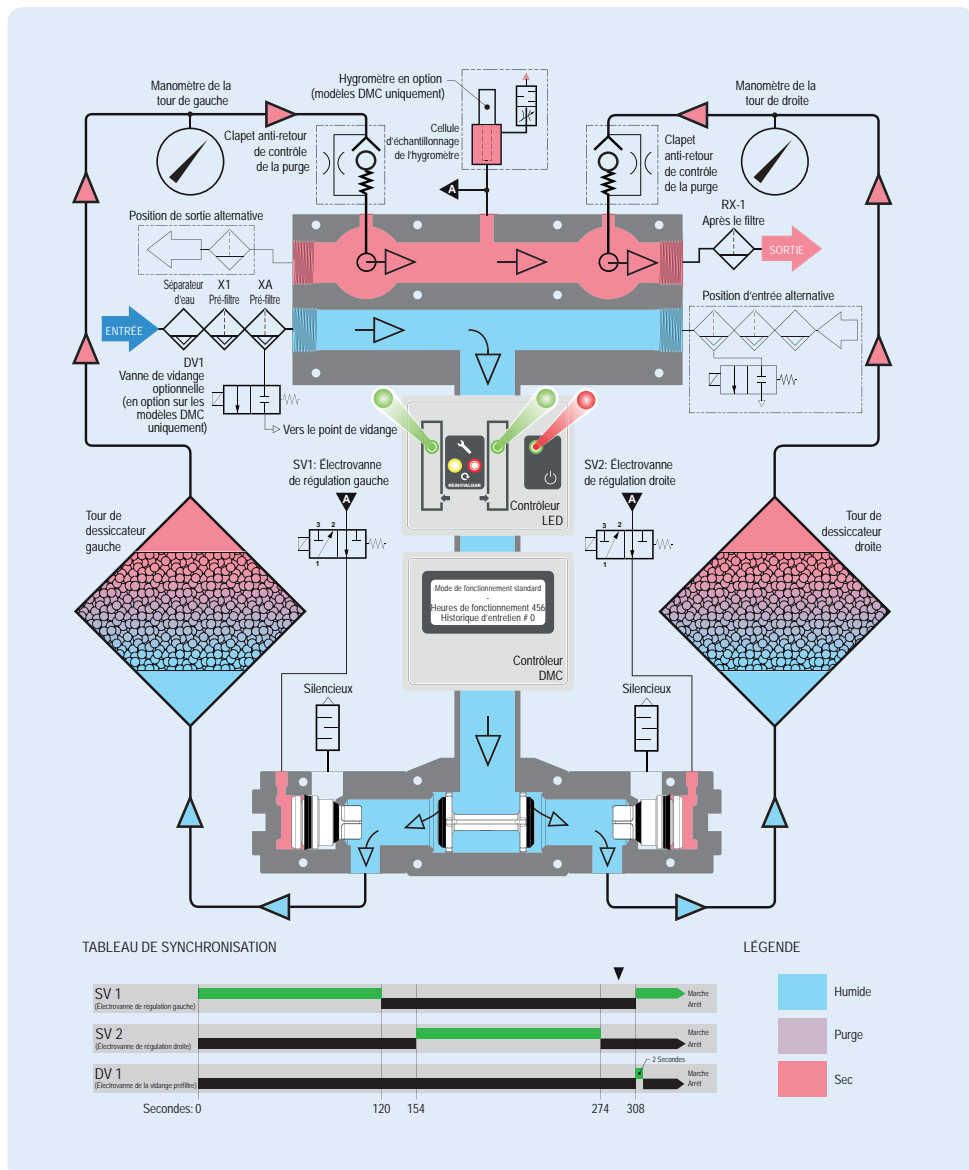 Hygromètre en option
(modèles DMC uniquement)
Manomètre de la
tour de gauche
Manomètre de la
tour de droite
Clapet anti-retour
de contrôle
de la purge
Cellule
d'échantillonnage
de l'hygromètre
Clapet
anti-retour
de contrôle
de la purge
A
RX-1
Après le filtre
Position de sortie alternative
SORTIE
Séparateur
d'eau
X1
Pré-filtre
XA
Pré-filtre
Position d'entrée alternative
ENTRÉE
DV1
Vanne de vidange
optionnelle
(en option sur les
modèles DMC
uniquement)
Vers le point de vidange
SV1: Électrovanne
de régulation gauche
SV2: Électrovanne
de régulation droite
RÉINITIALISER
Contrôleur
LED
A
A
3 2
1
3 2
1
Tour de
dessiccateur
gauche
Tour de
dessiccateur
droite
Mode de fonctionnement standard
-
Heures de fonctionnement 456
Historique d'entretien # 0
Contrôleur
DMC
Silencieux
Silencieux
TABLEAU DE SYNCHRONISATION
LÉGENDE
SV 1
(Électrovanne de régulation gauche)
Marche
Arrêt
SV 2
(Électrovanne de régulation droite)
Marche
Arrêt
DV 1
(Électrovanne de la vidange préfiltre)
2 Secondes
Marche
Arrêt
Secondes: 0 120 154 274 308
Humide
Purge
Sec